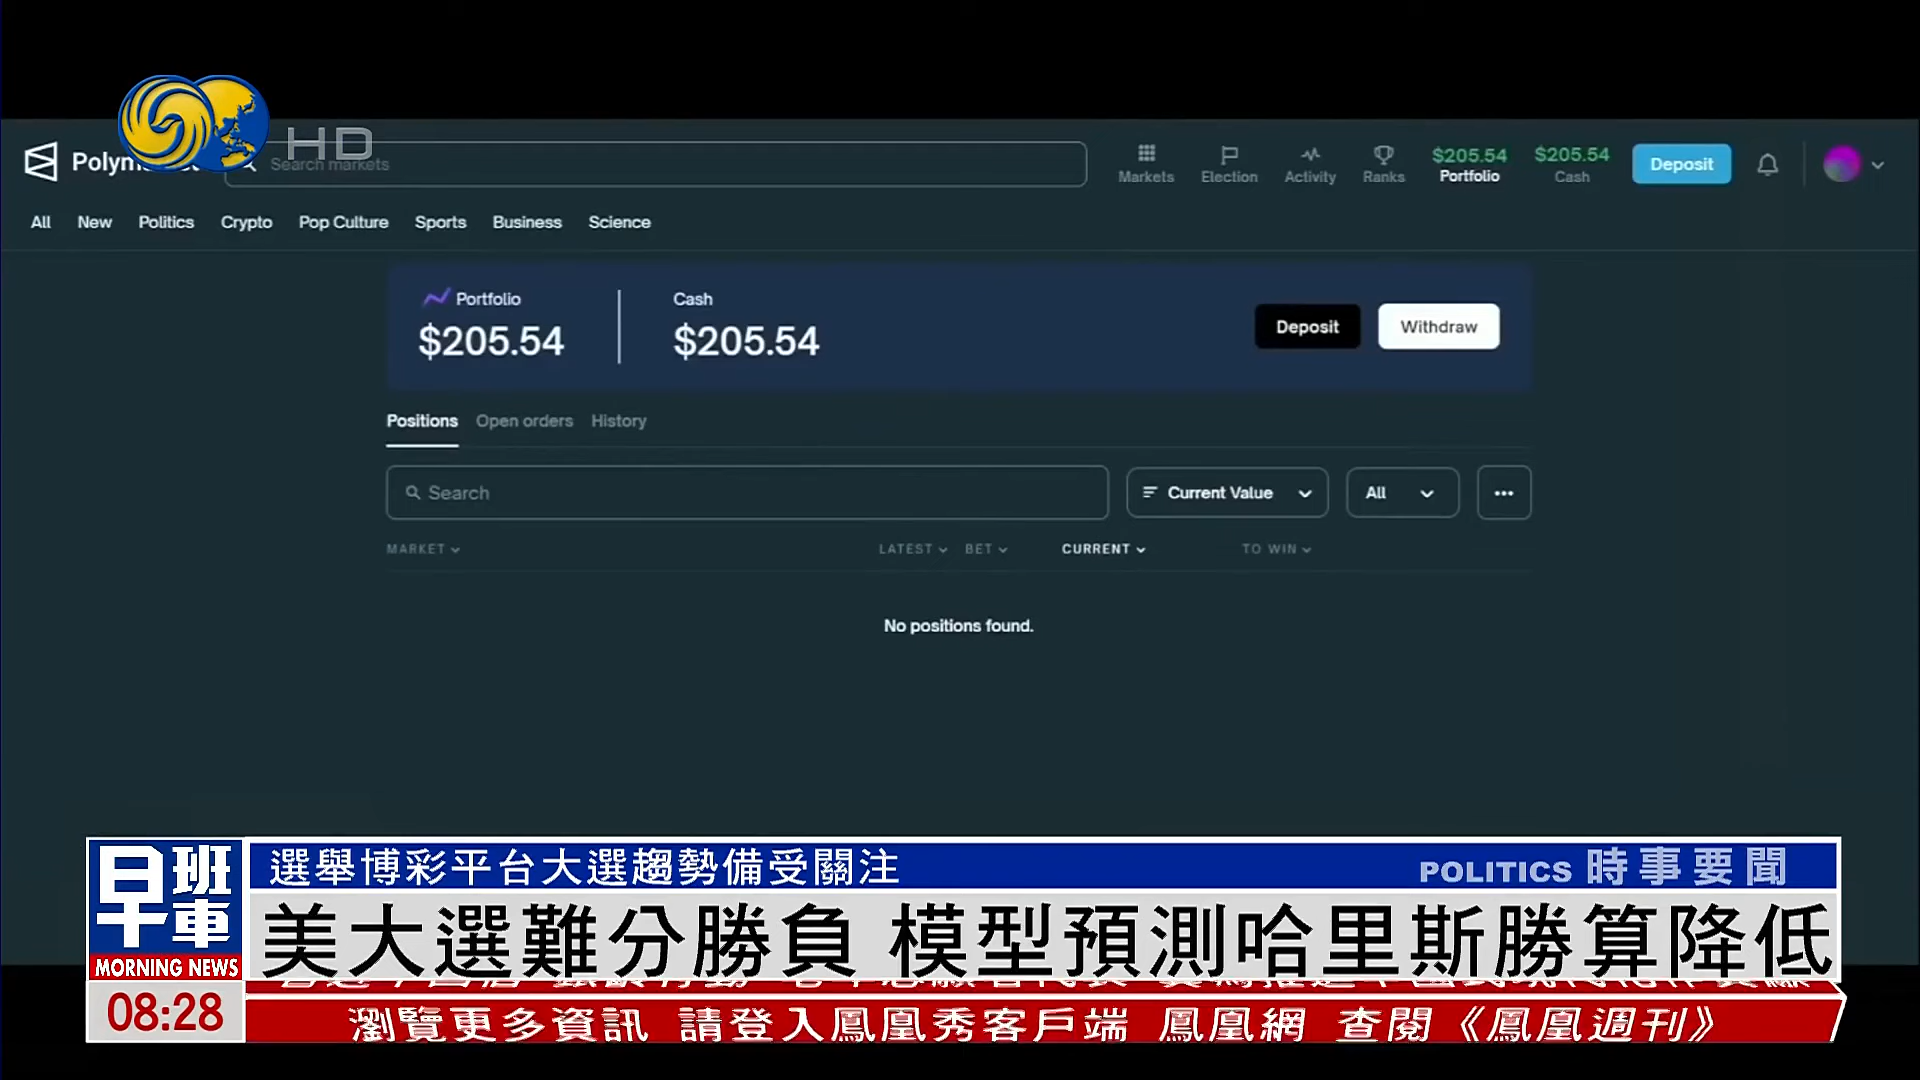 HD
Search markets
Markets
Election
Activity
Ranks
$205.54
Portfolio
$205.54
Cash
Deposit
All New Politics Crypto Pop Culture Sports Business Science
Portfolio
$205.54
Cash
$205.54
Deposit
Withdraw
Positions Open orders History
Search
Current Value
All
MARKET LATEST BET CURRENT TO WIN
No positions found.
早班車
MORNING NEWS
08:28
選舉博彩平台大選趨勢備受關注
POLITICS 時事要聞
美大選難分勝負 模型預測哈里斯勝算降低
瀏覽更多資訊 請登入鳳凰秀客戶端 鳳凰網 查閱《鳳凰週刊》